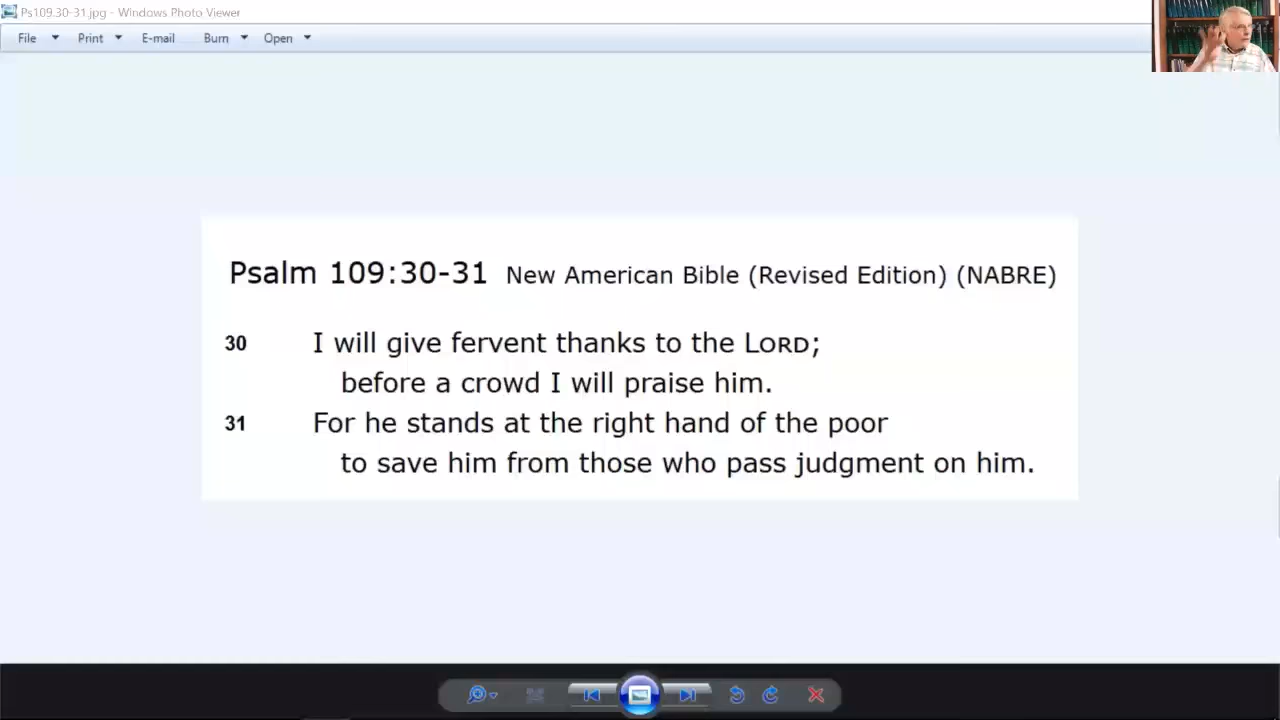 Ps109.30-31.jpg - Windows Photo Viewer
File Print E-mail Burn Open
Psalm 109:30-31 New American Bible (Revised Edition) (NABRE)
30 I will give fervent thanks to the LORD;
before a crowd I will praise him.
31 For he stands at the right hand of the poor
to save him from those who pass judgment on him.